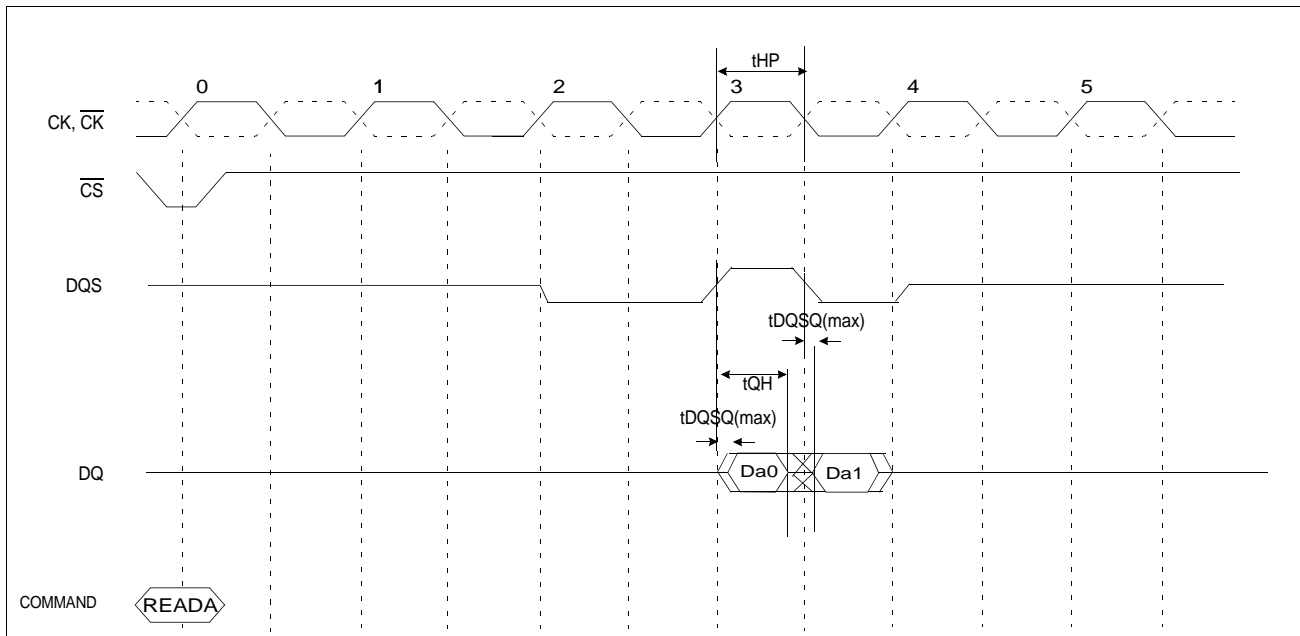 tHP
0 1 2 3 4 5
CK, CK
CS
DQS
tDQSQ(max)
tQH
tDQSQ(max)
DQ Da0 Da1
COMMAND READA